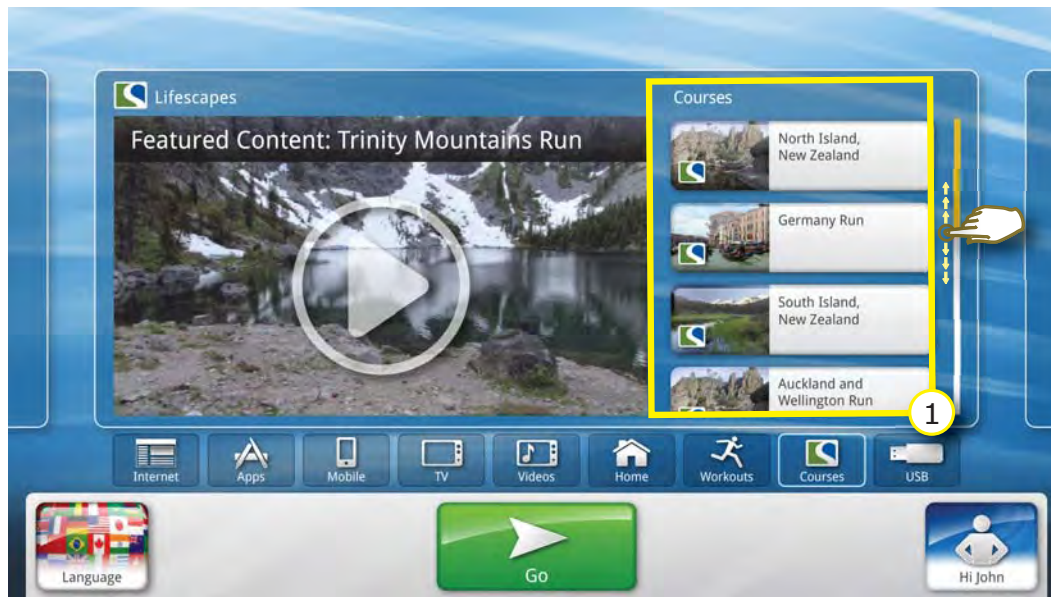 Lifescapes
Featured Content: Trinity Mountains Run
Courses
North Island,
New Zealand
Germany Run
South Island,
New Zealand
Auckland and
Wellington Run
1
Internet
Apps
Mobile
TV
Videos
Home
Workouts
Courses
USB
Language
Go
Hi John